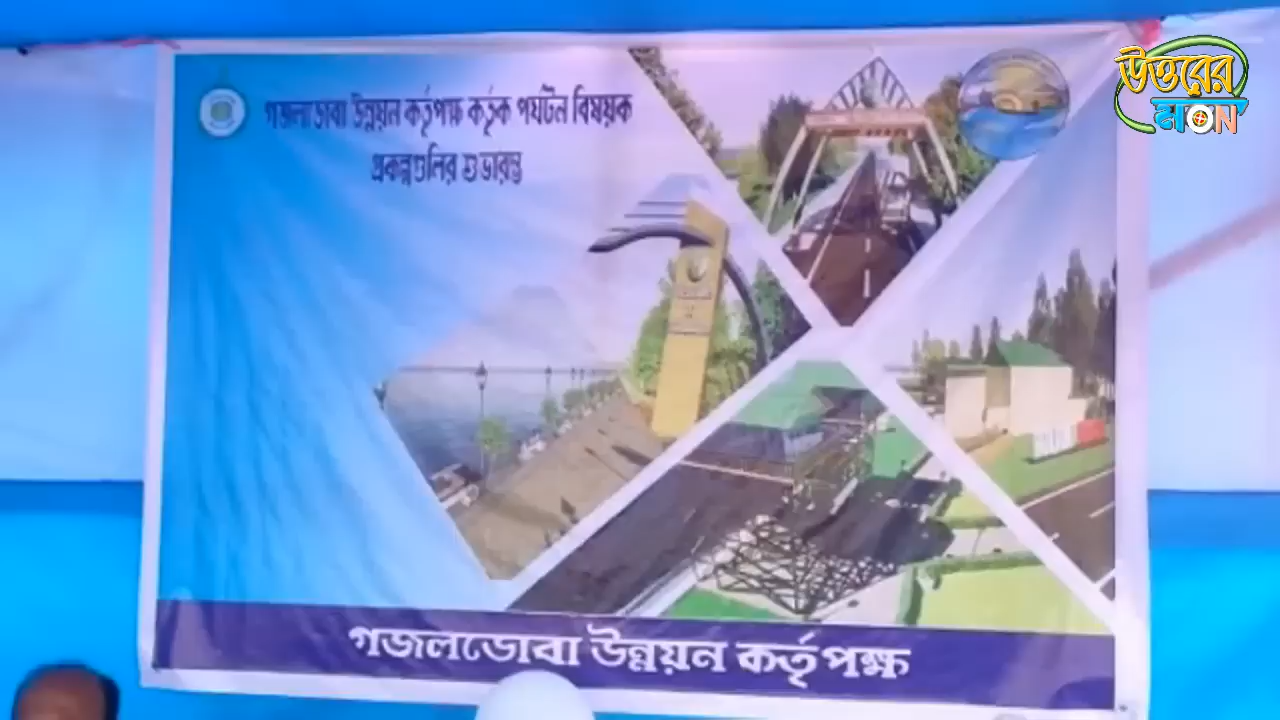 গজলডোবা উন্নয়ন কর্তৃপক্ষ কর্তৃক পর্যটন বিষয়ক
প্রকল্পগুলির শুভারম্ভ
উত্তরের
মন
গজলডোবা উন্নয়ন কর্তৃপক্ষ